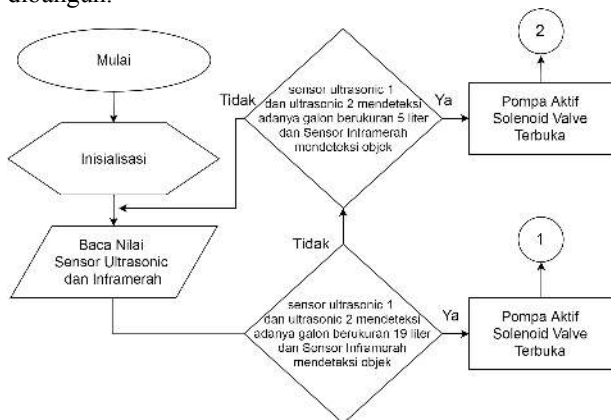 dibangun.
Mulai
Inisialisasi
Baca Nilai
Sensor Ultrasonic
dan Inframerah
Tidak
sensor ultrasonic 1
dan ultrasonic 2 mendeteksi
adanya galon berukuran 5 liter
dan Sensor Inframerah
mendeteksi objek
Ya
2
Pompa Aktif
Solenoid Valve
Terbuka
Tidak
sensor ultrasonic 1
dan ultrasonic 2 mendeteksi
adanya galon berukuran 19 liter
dan Sensor Inframerah
mendeteksi objek
Ya
1
Pompa Aktif
Solenoid Valve
Terbuka